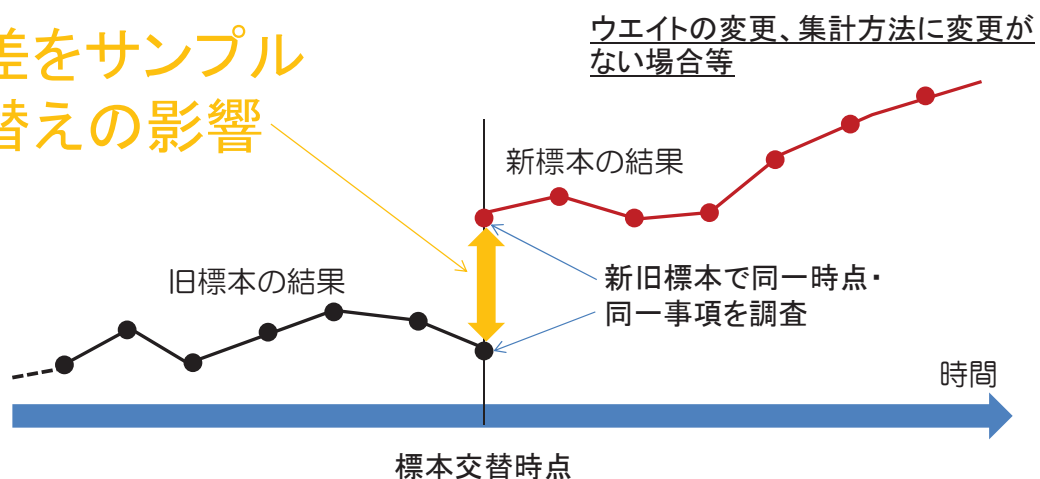 差をサンプル
替えの影響
ウエイトの変更、集計方法に変更が
ない場合等
新標本の結果
旧標本の結果
新旧標本で同一時点・
同一事項を調査
時間
標本交替時点